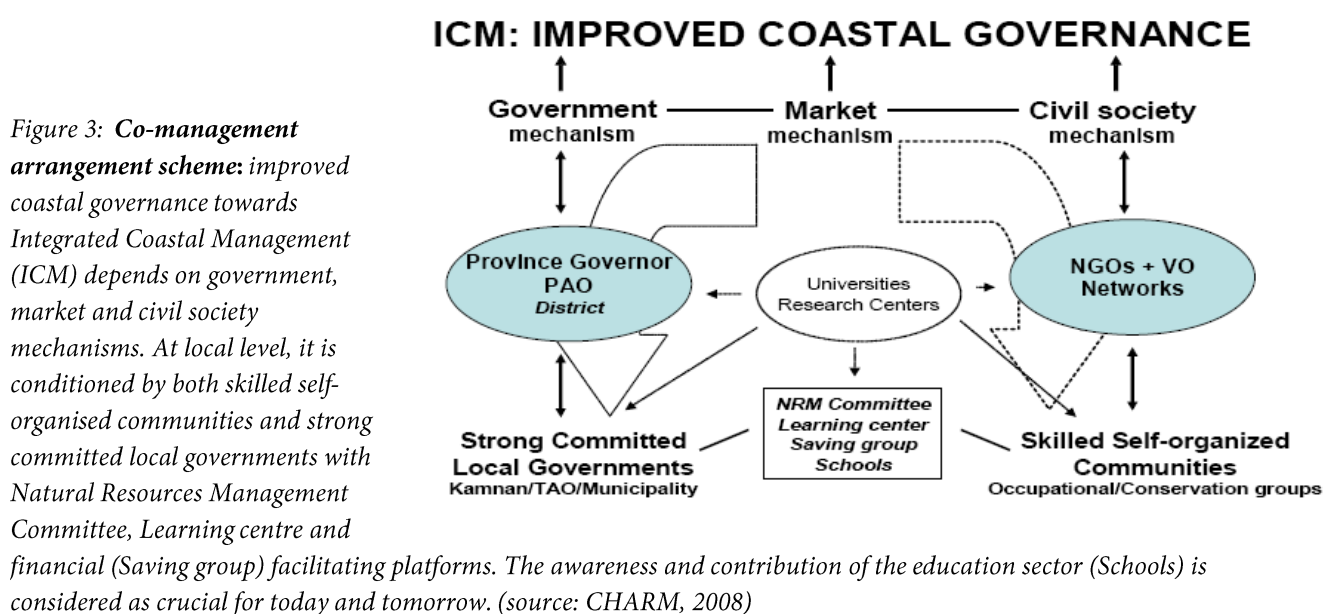 ICM: IMPROVED COASTAL GOVERNANCE
Government
mechanism
Market
mechanism
Civil society
mechanism
Province Governor
PAO
District
Universities
Research Centers
NGOs + VO
Networks
NRM Committee
Learning center
Saving group
Schools
Strong Committed
Local Governments
Kamnan/TAO/Municipality
Skilled Self-organized
Communities
Occupational/Conservation groups
Figure 3: Co-management
arrangement scheme: improved
coastal governance towards
Integrated Coastal Management
(ICM) depends on government,
market and civil society
mechanisms. At local level, it is
conditioned by both skilled self-
organised communities and strong
committed local governments with
Natural Resources Management
Committee, Learning centre and
financial (Saving group) facilitating platforms. The awareness and contribution of the education sector (Schools) is
considered as crucial for today and tomorrow. (source: CHARM, 2008)